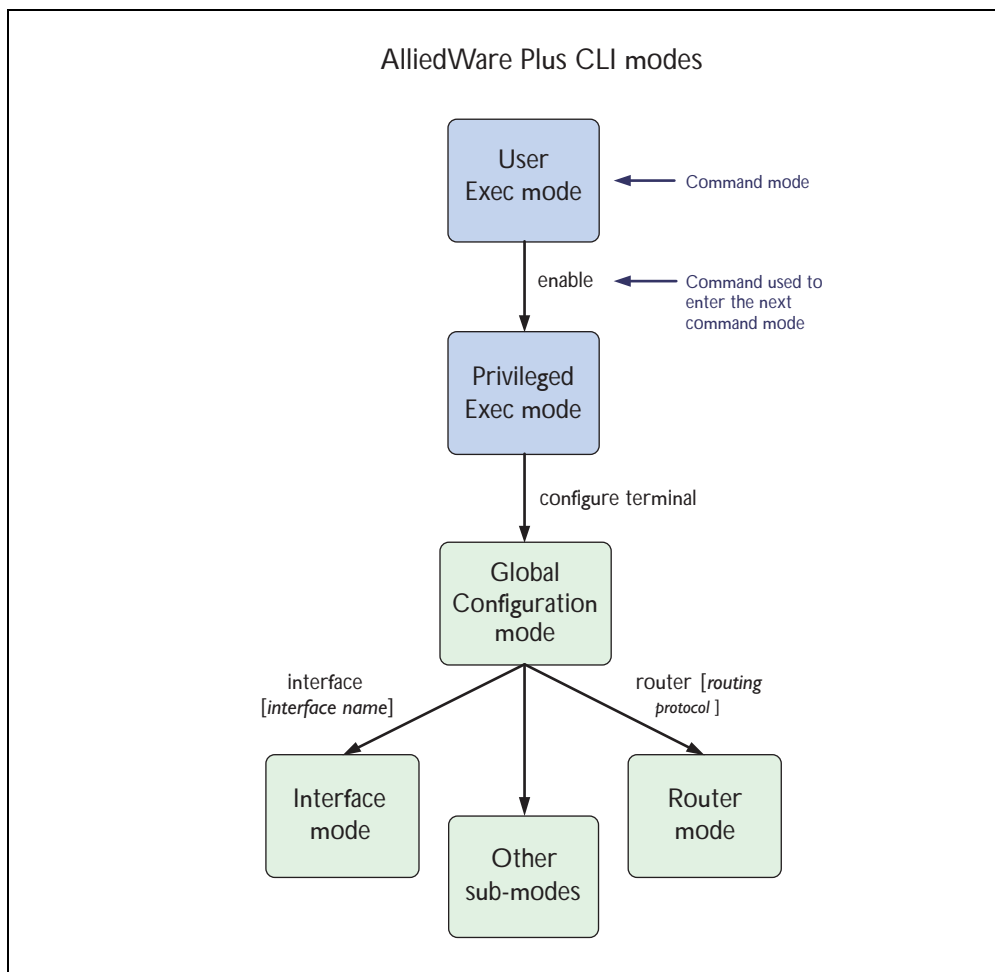 AlliedWare Plus CLI modes
User
Exec mode
Command mode
enable
Command used to
enter the next
command mode
Privileged
Exec mode
configure terminal
Global
Configuration
mode
interface
[interface name]
router [routing
protocol ]
Interface
mode
Other
sub-modes
Router
mode